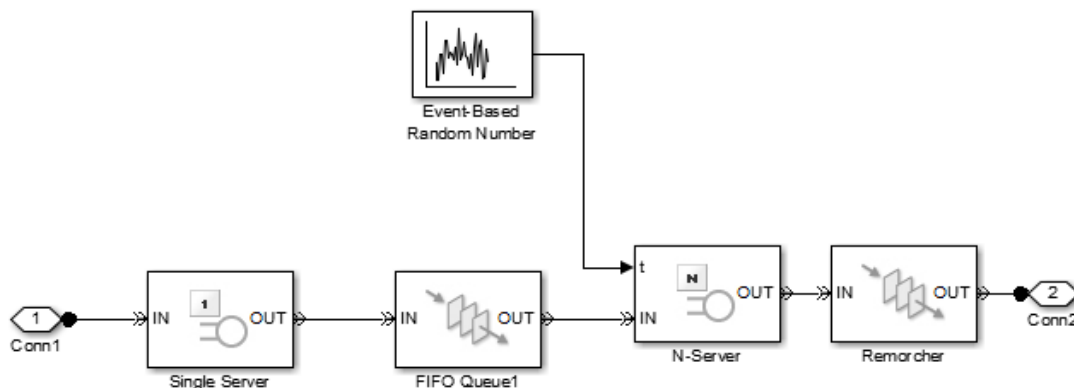 Event-Based
Random Number
t
N
IN
OUT
IN
OUT
1
Conn1
IN
1
OUT
IN
OUT
IN
2
Conn2
Single Server
FIFO Queue1
N-Server
Remorcher